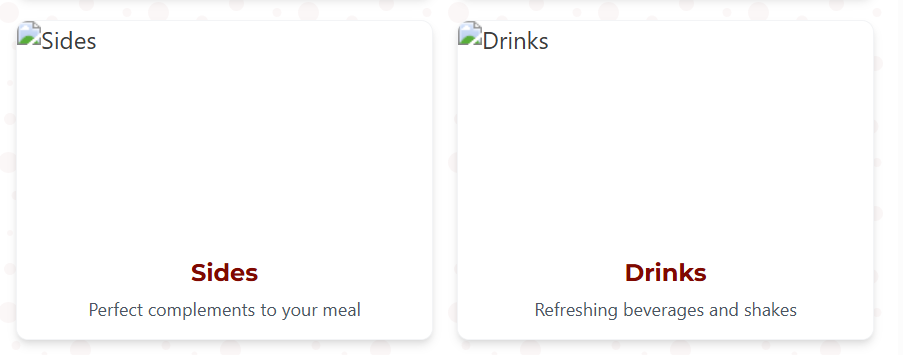 Sides
Drinks
Sides
Drinks
Perfect complements to your meal
Refreshing beverages and shakes